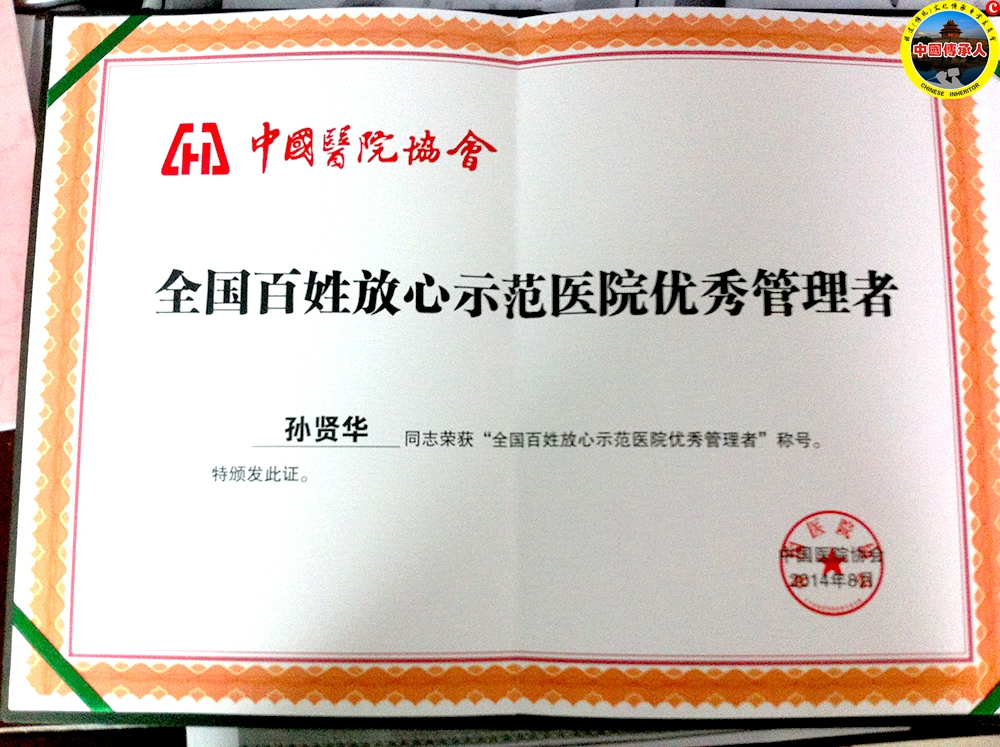 中國醫院協會
全国百姓放心示范医院优秀管理者
孙贤华 同志荣获“全国百姓放心示范医院优秀管理者”称号。
特颁发此证。
中国医院协会
2014年8月
中國傳承人
CHINESE INHERITOR
C